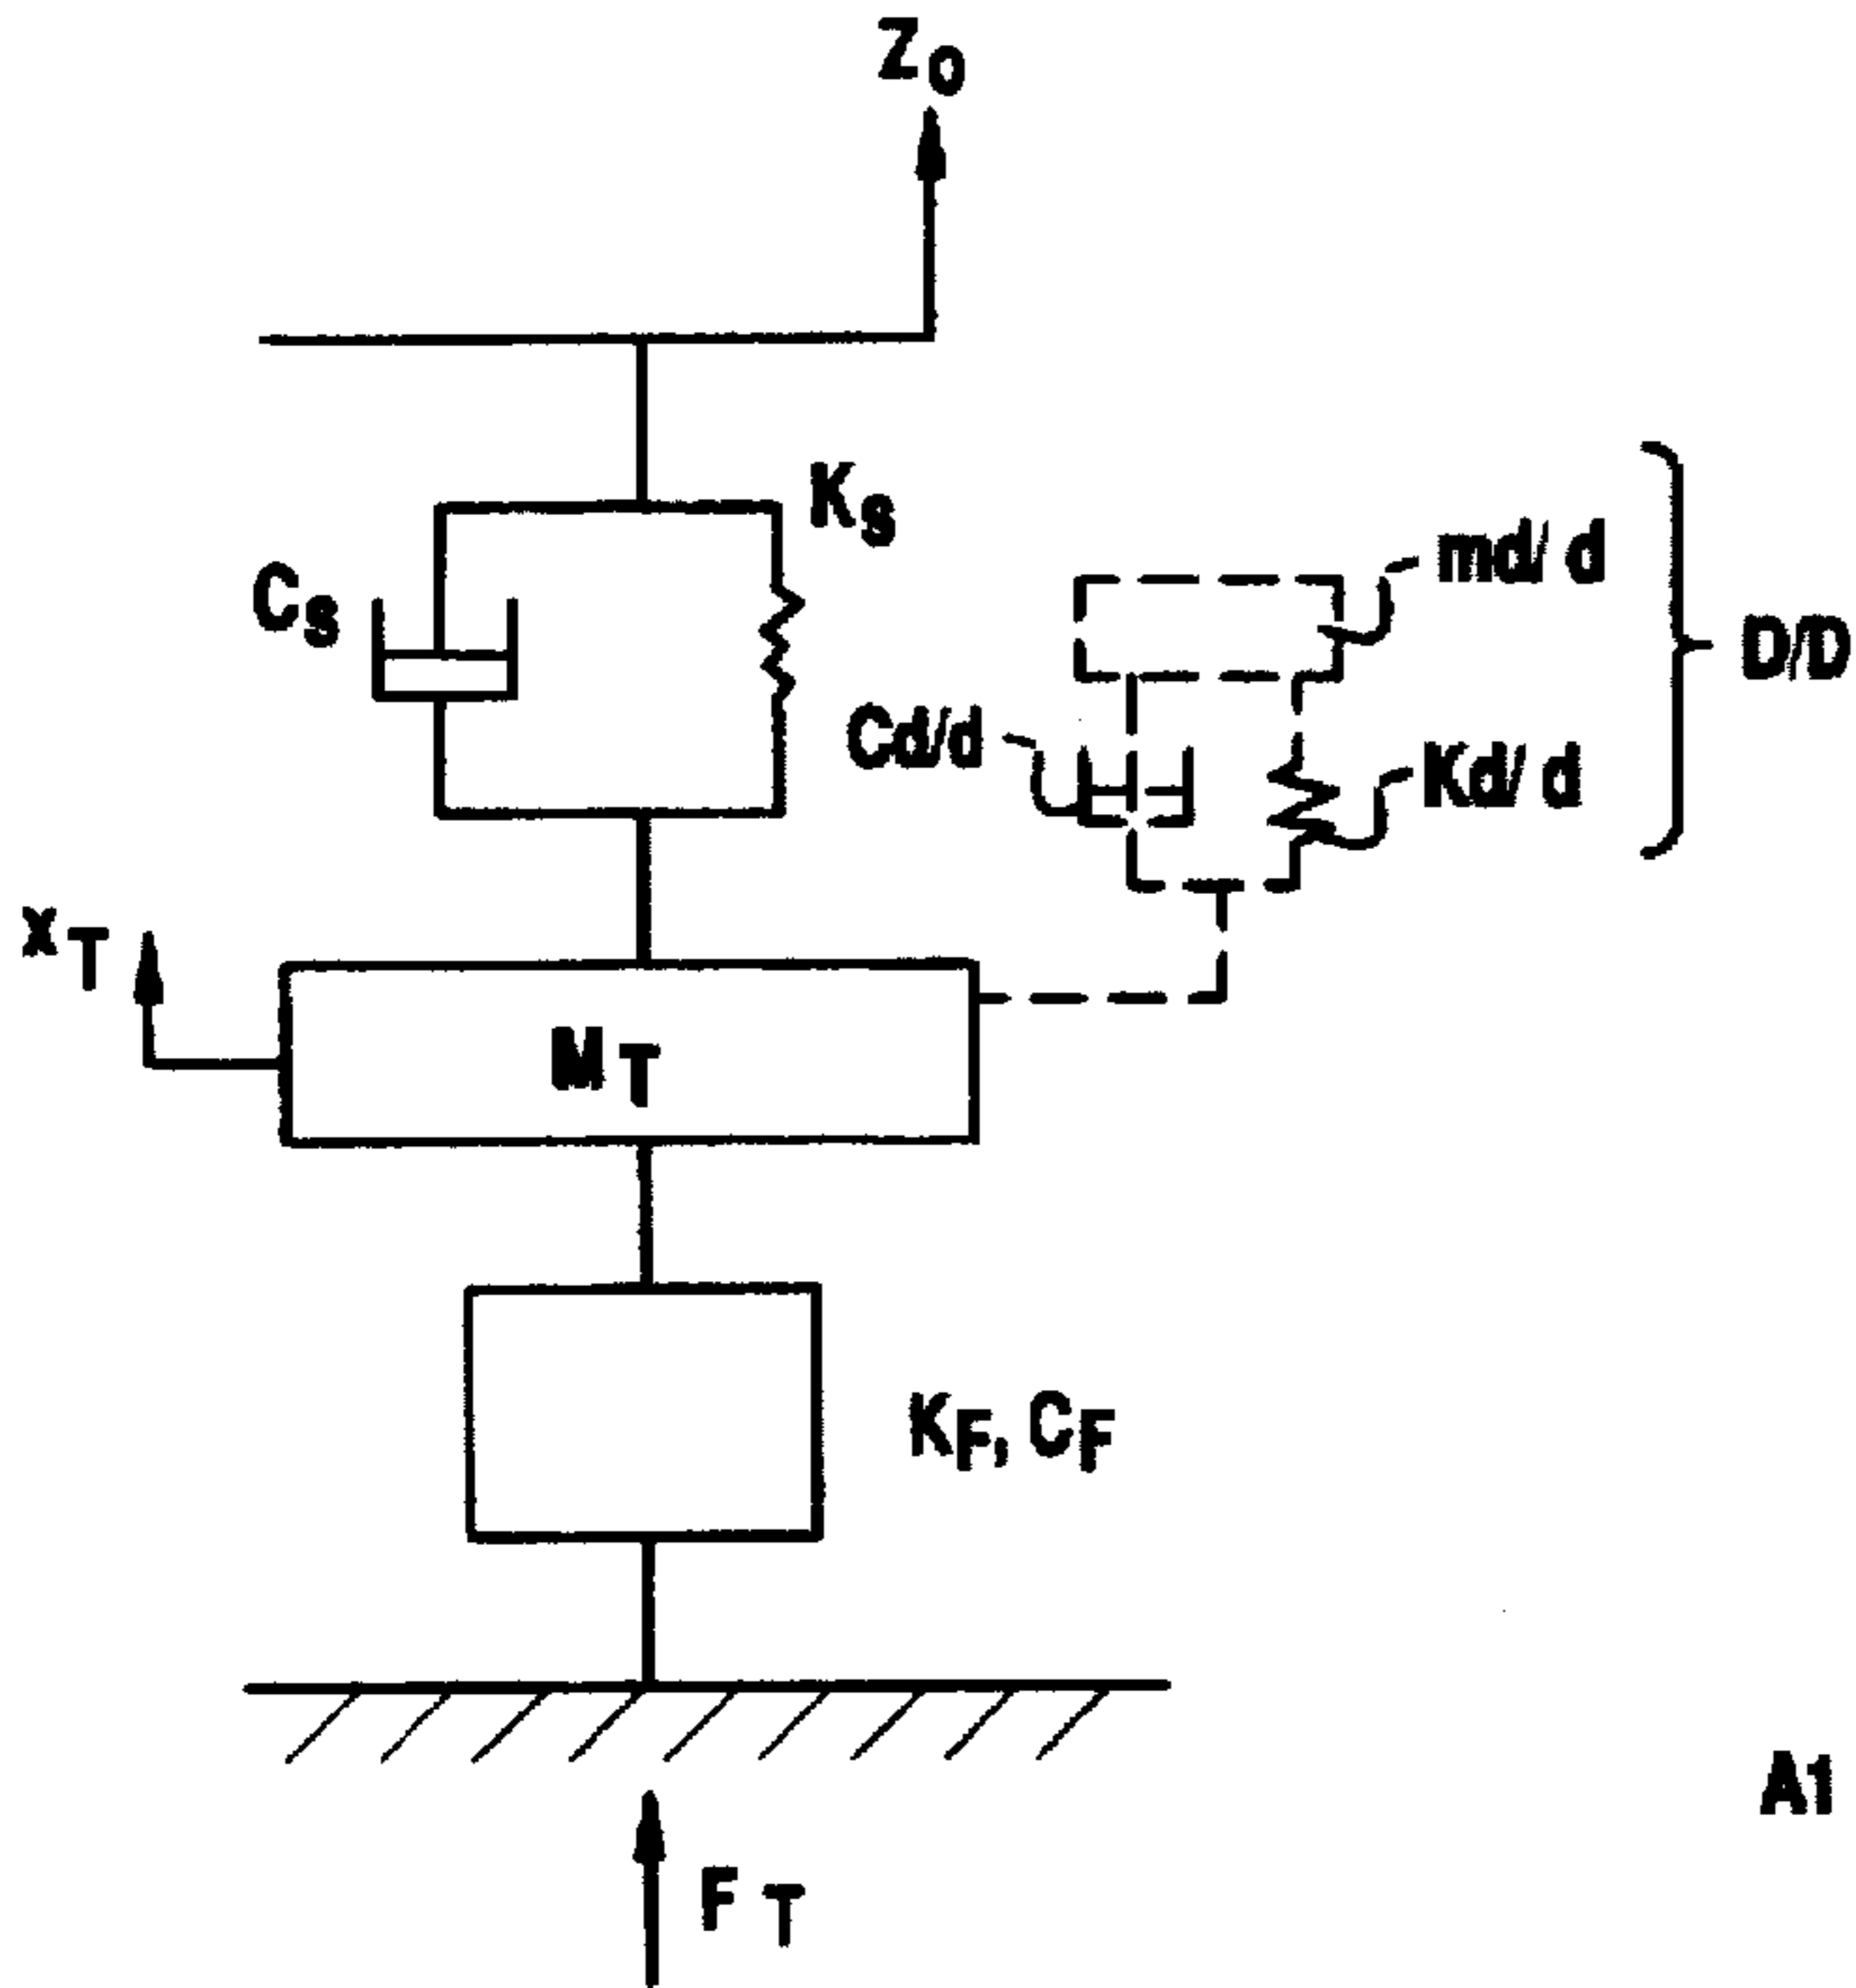 Zo
Ks
Cs
md/d
D/D
Cd/d
Kd/d
xT
MT
KF, CF
A1
FT